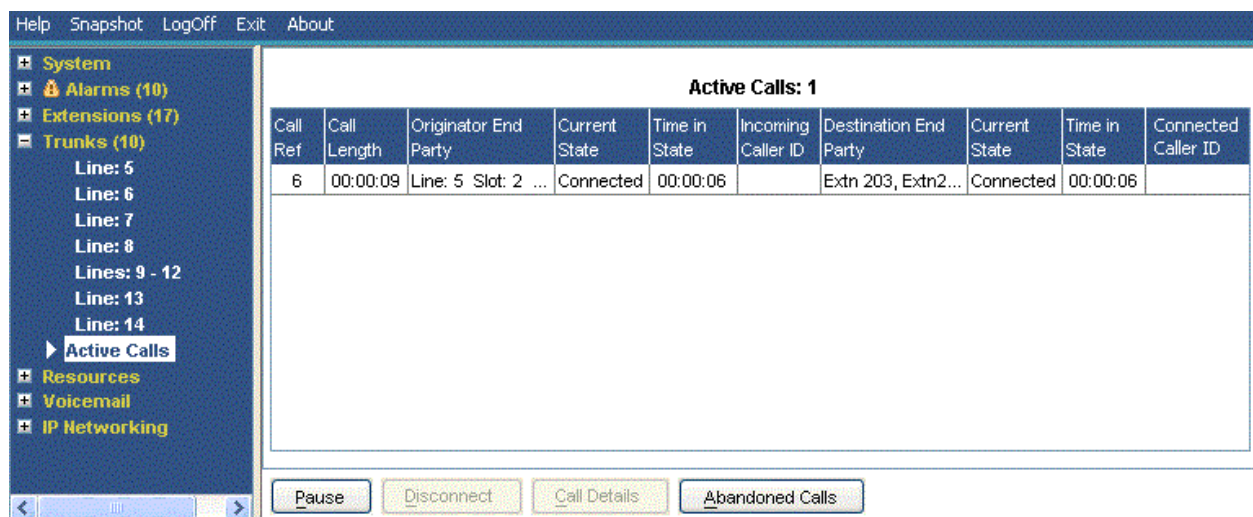 Help Snapshot LogOff Exit About
System
Alarms (10)
Extensions (17)
Trunks (10)
Line: 5
Line: 6
Line: 7
Line: 8
Lines: 9 - 12
Line: 13
Line: 14
Active Calls
Resources
Voicemail
IP Networking
Active Calls: 1
Call Ref
Call Length
Originator End Party
Current State
Time in State
Incoming Caller ID
Destination End Party
Current State
Time in State
Connected Caller ID
6 00:00:09 Line: 5 Slot: 2 ... Connected 00:00:06 Extn 203, Extn2... Connected 00:00:06
Pause Disconnect Call Details Abandoned Calls